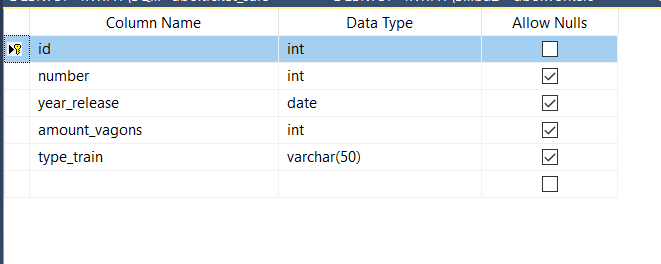 Column Name Data Type Allow Nulls
id int
number int
year_release date
amount_vagons int
type_train varchar(50)